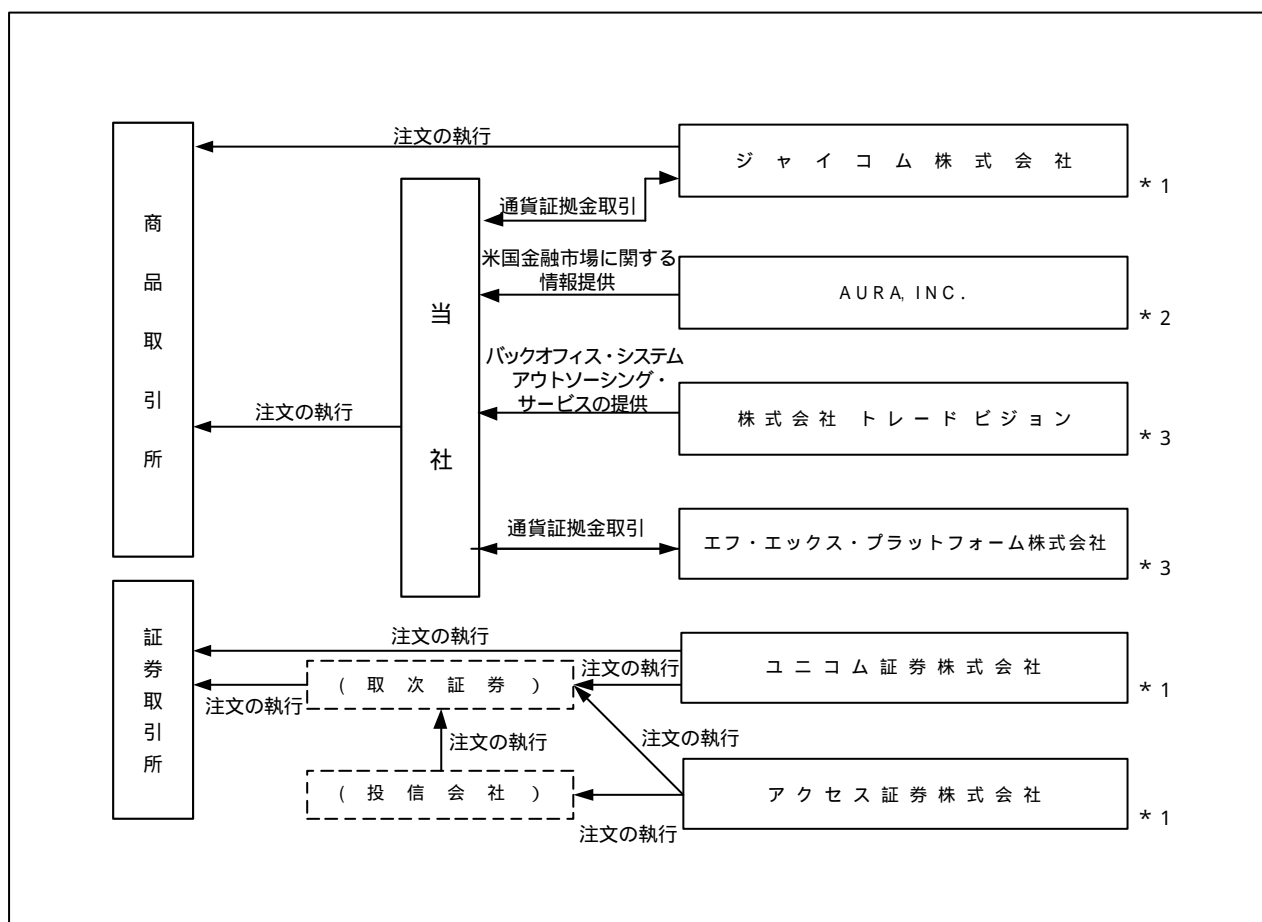 注文の執行
ジャイコム株式会社
*1
通貨証拠金取引
商品取引所
当社
米国金融市場に関する
情報提供
AURA, INC.
*2
バックオフィス・システム
アウトソーシング・
サービスの提供
株式会社 トレードビジョン
*3
注文の執行
通貨証拠金取引
エフ・エックス・プラットフォーム株式会社
*3
証券取引所
注文の執行
ユニコム証券株式会社
*1
注文の執行
(取次証券)
注文の執行
注文の執行
注文の執行
(投信会社)
アクセス証券株式会社
*1
注文の執行